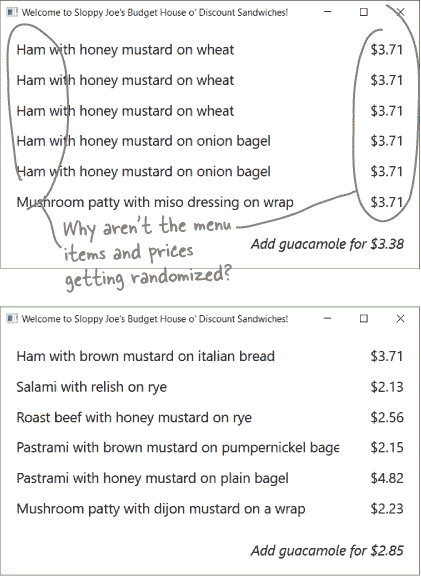 Welcome to Sloppy Joe's Budget House o' Discount Sandwiches!
Ham with honey mustard on wheat $3.71
Ham with honey mustard on wheat $3.71
Ham with honey mustard on wheat $3.71
Ham with honey mustard on onion bagel $3.71
Ham with honey mustard on onion bagel $3.71
Mushroom patty with miso dressing on wrap $3.71
Why aren't the menu
items and prices
getting randomized?
Add guacamole for $3.38
Welcome to Sloppy Joe's Budget House o' Discount Sandwiches!
Ham with brown mustard on italian bread $3.71
Salami with relish on rye $2.13
Roast beef with honey mustard on rye $2.56
Pastrami with brown mustard on pumpernickel bage $2.15
Pastrami with honey mustard on plain bagel $4.82
Mushroom patty with dijon mustard on a wrap $2.23
Add guacamole for $2.85